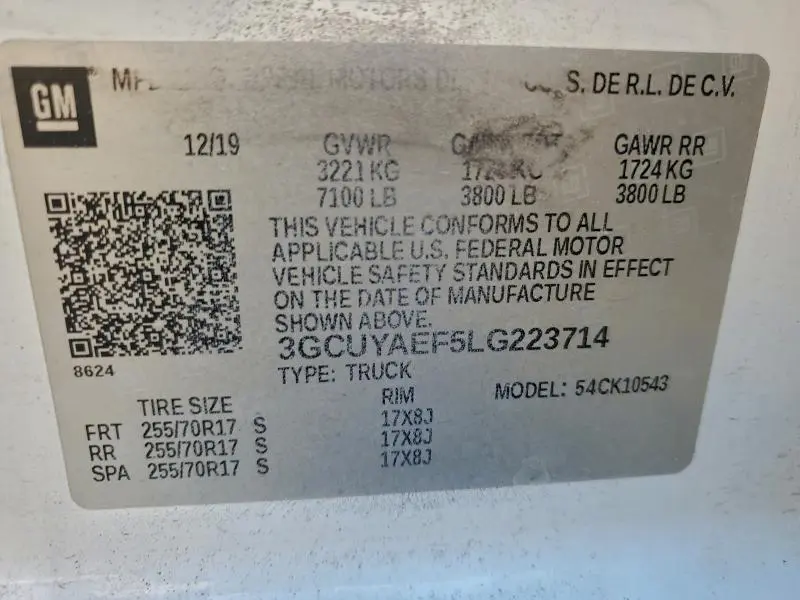 GM
MOTORS S. DE R.L. DE C.V.
12/19 GVWR GAWR RR
3221 KG 1724 KG 1724 KG
7100 LB 3800 LB 3800 LB
THIS VEHICLE CONFORMS TO ALL
APPLICABLE U.S. FEDERAL MOTOR
VEHICLE SAFETY STANDARDS IN EFFECT
ON THE DATE OF MANUFACTURE
SHOWN ABOVE.
3GCUYAEF5LG223714
8624
TYPE: TRUCK
MODEL: 54CK10543
TIRE SIZE RIM
FRT 255/70R17 S 17X8J
RR 255/70R17 S 17X8J
SPA 255/70R17 S 17X8J